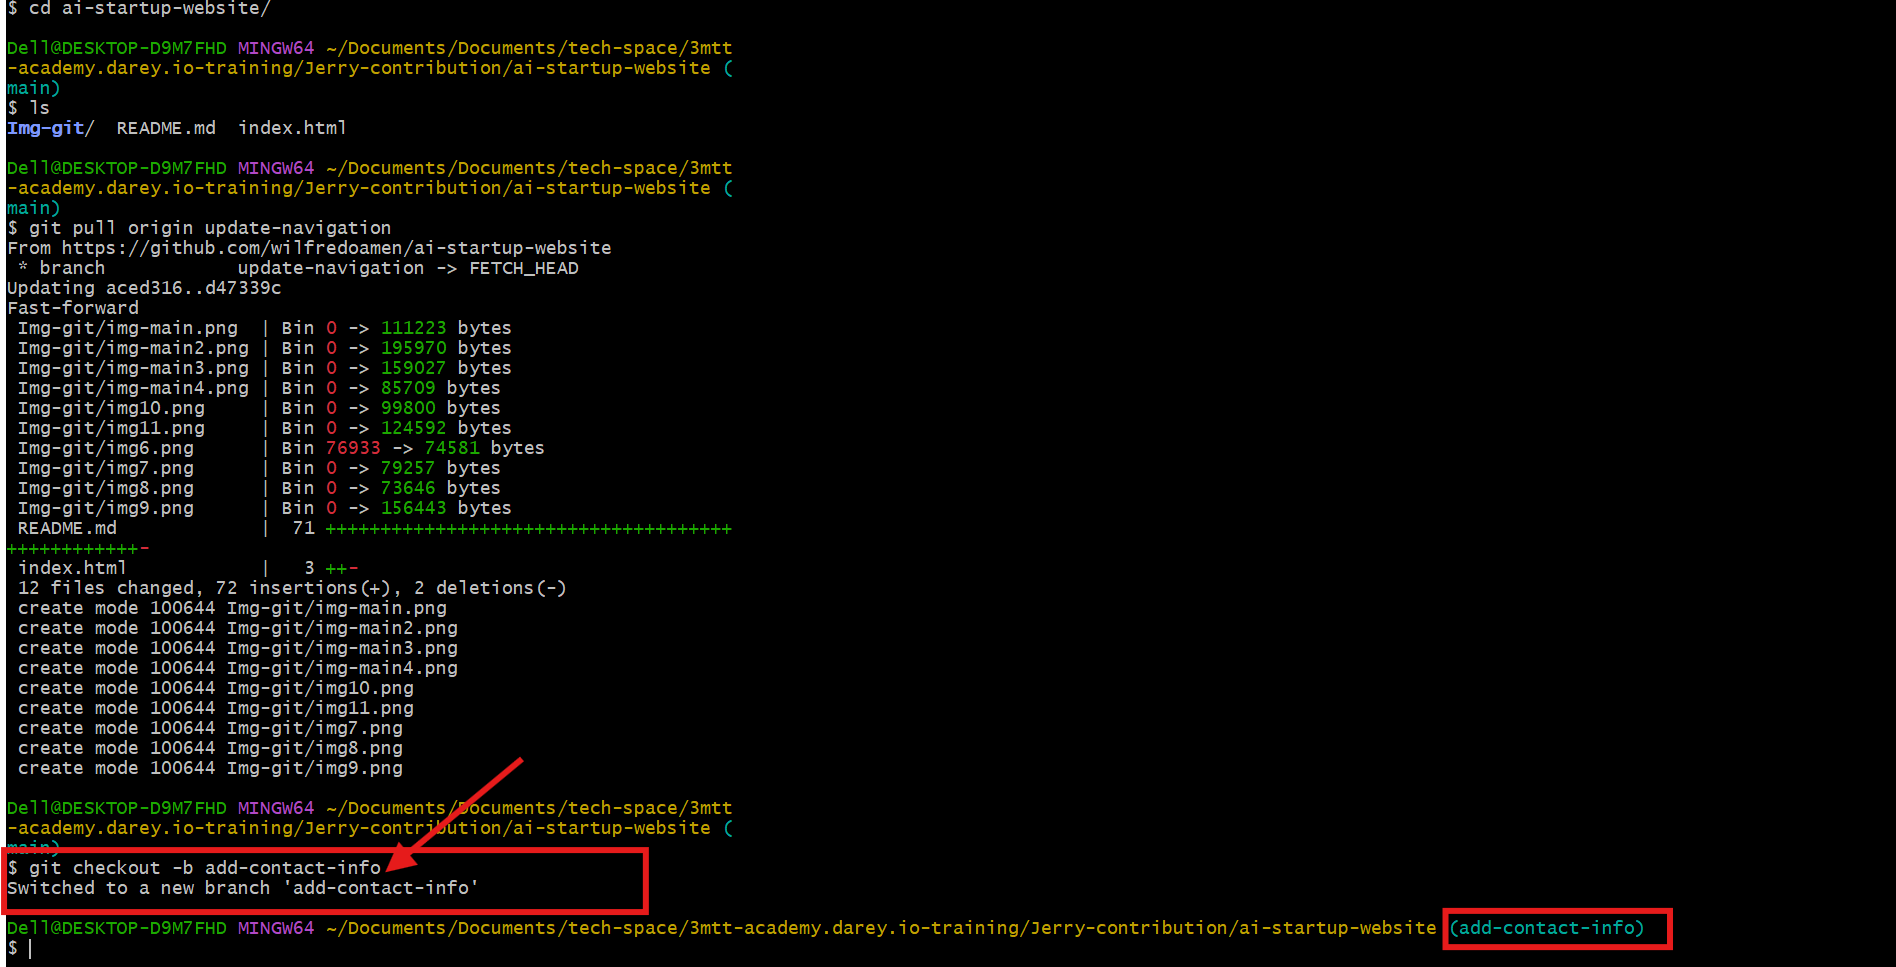 $ cd ai-startup-website/
Dell@DESKTOP-D9M7FHD MINGW64 ~/Documents/Documents/tech-space/3mtt
-academy.darey.io-training/Jerry-contribution/ai-startup-website (
main)
$ ls
Img-git/  README.md  index.html
Dell@DESKTOP-D9M7FHD MINGW64 ~/Documents/Documents/tech-space/3mtt
-academy.darey.io-training/Jerry-contribution/ai-startup-website (
main)
$ git pull origin update-navigation
From https://github.com/wilfredoamen/ai-startup-website
 * branch            update-navigation -> FETCH_HEAD
Updating aced316..d47339c
Fast-forward
 Img-git/img-main.png  | Bin 0 -> 111223 bytes
 Img-git/img-main2.png | Bin 0 -> 195970 bytes
 Img-git/img-main3.png | Bin 0 -> 159027 bytes
 Img-git/img-main4.png | Bin 0 -> 85709 bytes
 Img-git/img10.png     | Bin 0 -> 99800 bytes
 Img-git/img11.png     | Bin 0 -> 124592 bytes
 Img-git/img6.png      | Bin 76933 -> 74581 bytes
 Img-git/img7.png      | Bin 0 -> 79257 bytes
 Img-git/img8.png      | Bin 0 -> 73646 bytes
 Img-git/img9.png      | Bin 0 -> 156443 bytes
 README.md             |  71 +++++++++++++++++++++++++++++++++++++
++++++++++++-
 index.html            |   3 ++-
 12 files changed, 72 insertions(+), 2 deletions(-)
 create mode 100644 Img-git/img-main.png
 create mode 100644 Img-git/img-main2.png
 create mode 100644 Img-git/img-main3.png
 create mode 100644 Img-git/img-main4.png
 create mode 100644 Img-git/img10.png
 create mode 100644 Img-git/img11.png
 create mode 100644 Img-git/img7.png
 create mode 100644 Img-git/img8.png
 create mode 100644 Img-git/img9.png
Dell@DESKTOP-D9M7FHD MINGW64 ~/Documents/Documents/tech-space/3mtt
-academy.darey.io-training/Jerry-contribution/ai-startup-website (
main)
$ git checkout -b add-contact-info
Switched to a new branch 'add-contact-info'
Dell@DESKTOP-D9M7FHD MINGW64 ~/Documents/Documents/tech-space/3mtt-academy.darey.io-training/Jerry-contribution/ai-startup-website (add-contact-info)
$